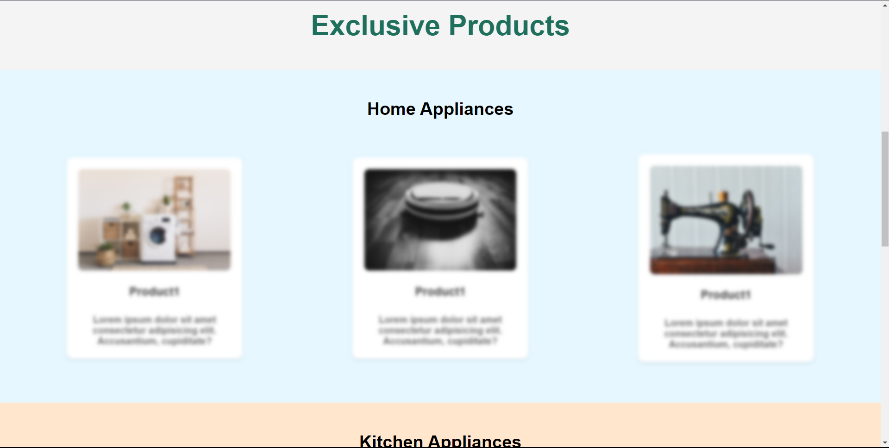 Exclusive Products
Home Appliances
Product1
Lorem ipsum dolor sit amet
consectetur adipisicing elit.
Accusantium, cupiditate?
Product1
Lorem ipsum dolor sit amet
consectetur adipisicing elit.
Accusantium, cupiditate?
Product1
Lorem ipsum dolor sit amet
consectetur adipisicing elit.
Accusantium, cupiditate?
Kitchen Appliances